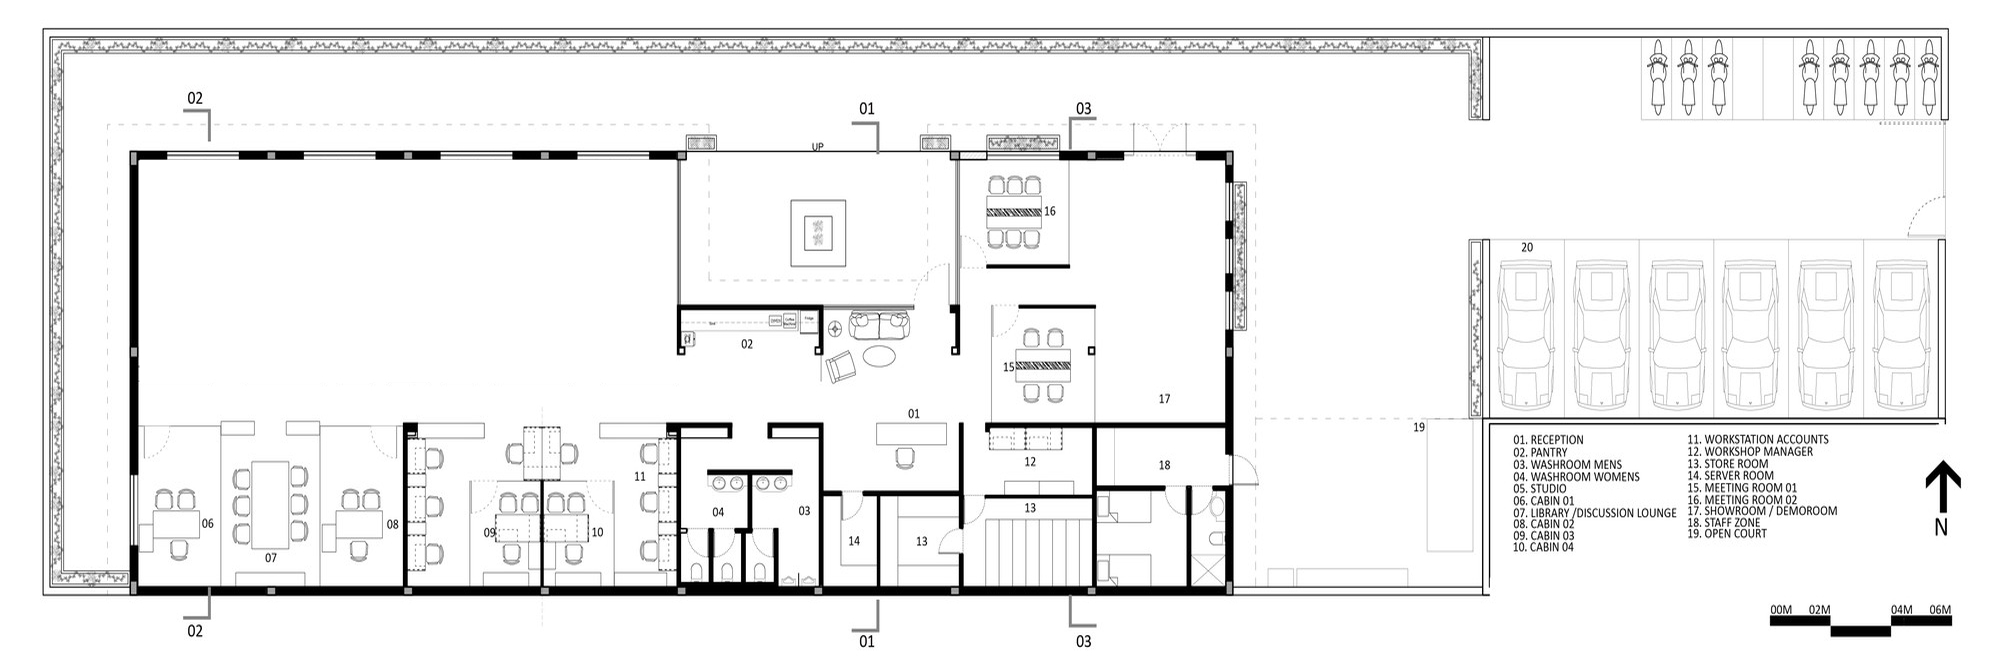 02
01
03
UP
16
20
02
15
17
01
19
11
12
18
06
07
08
09
10
04
03
14
13
13
01. RECEPTION
02. PANTRY
03. WASHROOM MENS
04. WASHROOM WOMENS
05. STUDIO
06. CABIN 01
07. LIBRARY /DISCUSSION LOUNGE
08. CABIN 02
09. CABIN 03
10. CABIN 04
11. WORKSTATION ACCOUNTS
12. WORKSHOP MANAGER
13. STORE ROOM
14. SERVER ROOM
15. MEETING ROOM 01
16. MEETING ROOM 02
17. SHOWROOM / DEMOROOM
18. STAFF ZONE
19. OPEN COURT
N
00M 02M 04M 06M
02
01
03